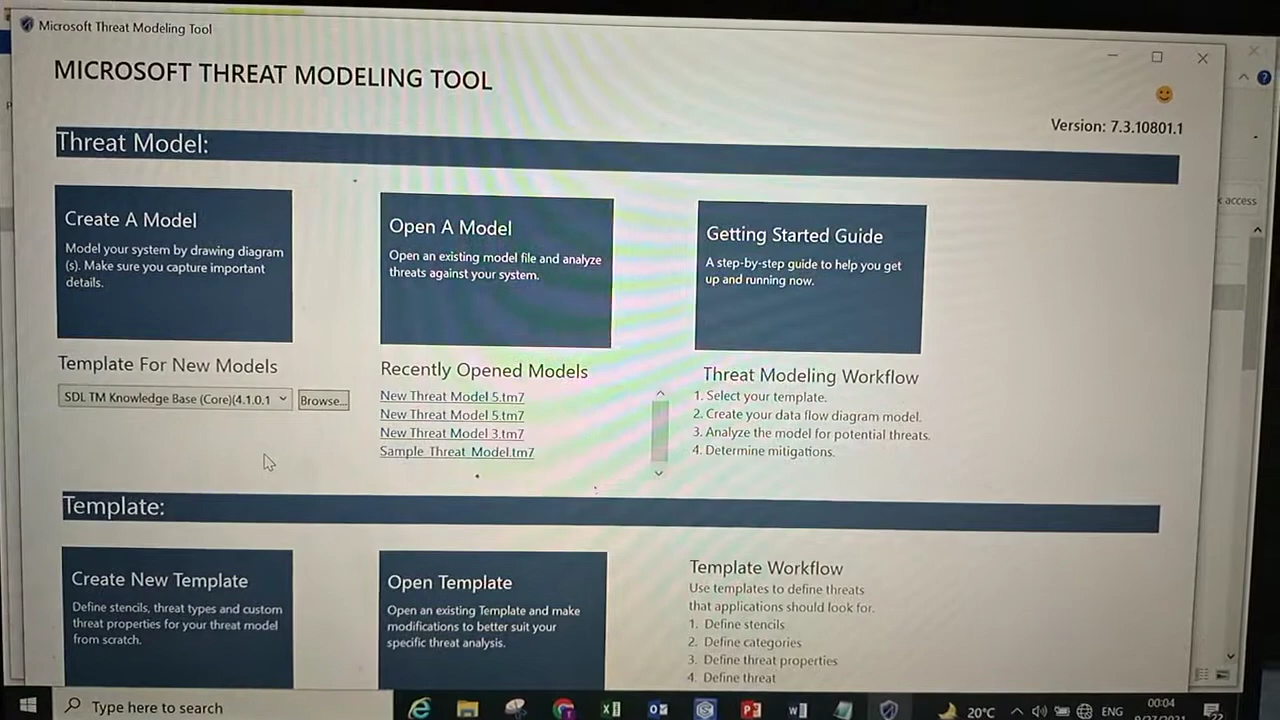 Microsoft Threat Modeling Tool
MICROSOFT THREAT MODELING TOOL
Version: 7.3.10801.1
Threat Model:
Create A Model
Model your system by drawing diagram
(s). Make sure you capture important
details.
Template For New Models
SDL TM Knowledge Base (Core)(4.1.0.1
Browse...
Open A Model
Open an existing model file and analyze
threats against your system.
Recently Opened Models
New Threat Model 5.tm7
New Threat Model 5.tm7
New Threat Model 3.tm7
Sample Threat Model.tm7
Getting Started Guide
A step-by-step guide to help you get
up and running now.
Threat Modeling Workflow
1. Select your template.
2. Create your data flow diagram model.
3. Analyze the model for potential threats.
4. Determine mitigations.
access
Template:
Create New Template
Define stencils, threat types and custom
threat properties for your threat model
from scratch.
Open Template
Open an existing Template and make
modifications to better suit your
specific threat analysis.
Template Workflow
Use templates to define threats
that applications should look for.
1. Define stencils
2. Define categories
3. Define threat properties
4. Define threat
Type here to search
20°C
ENG
00:04